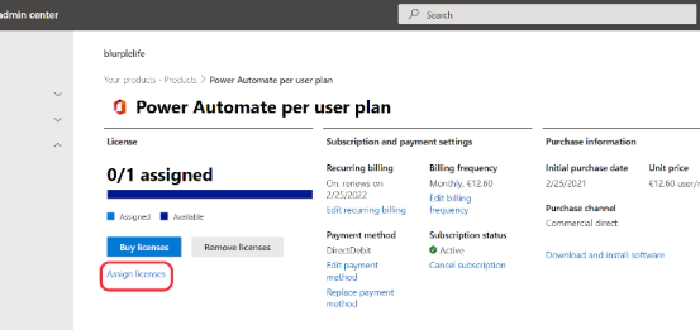 admin center
Search
blurplelife
Your products - Products > Power Automate per user plan
Power Automate per user plan
License
0/1 assigned
Assigned Available
Buy licenses Remove licenses
Assign licenses
Subscription and payment settings
Recurring billing
On, renews on
2/25/2022
Edit recurring billing
Billing frequency
Monthly, €12.60
Edit billing
frequency
Payment method
DirectDebit
Edit payment
method
Replace payment
method
Subscription status
Active
Cancel subscription
Purchase information
Initial purchase date
2/25/2021
Unit price
€12.60 user/
Purchase channel
Commercial direct
Download and install software